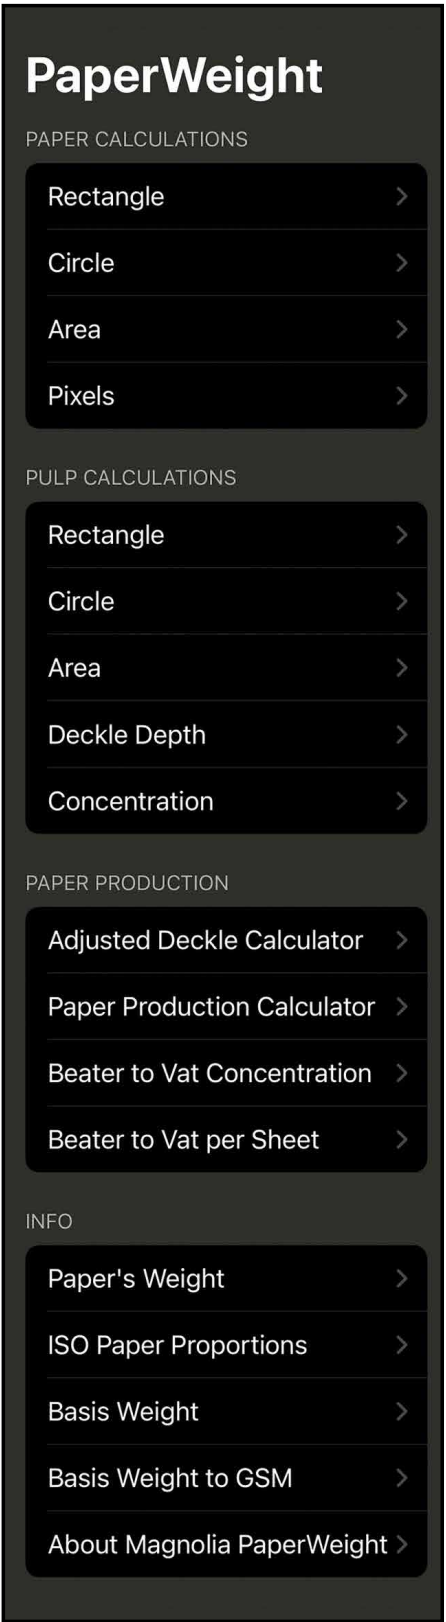 PaperWeight
PAPER CALCULATIONS
Rectangle
Circle
Area
Pixels
PULP CALCULATIONS
Rectangle
Circle
Area
Deckle Depth
Concentration
PAPER PRODUCTION
Adjusted Deckle Calculator
Paper Production Calculator
Beater to Vat Concentration
Beater to Vat per Sheet
INFO
Paper's Weight
ISO Paper Proportions
Basis Weight
Basis Weight to GSM
About Magnolia PaperWeight